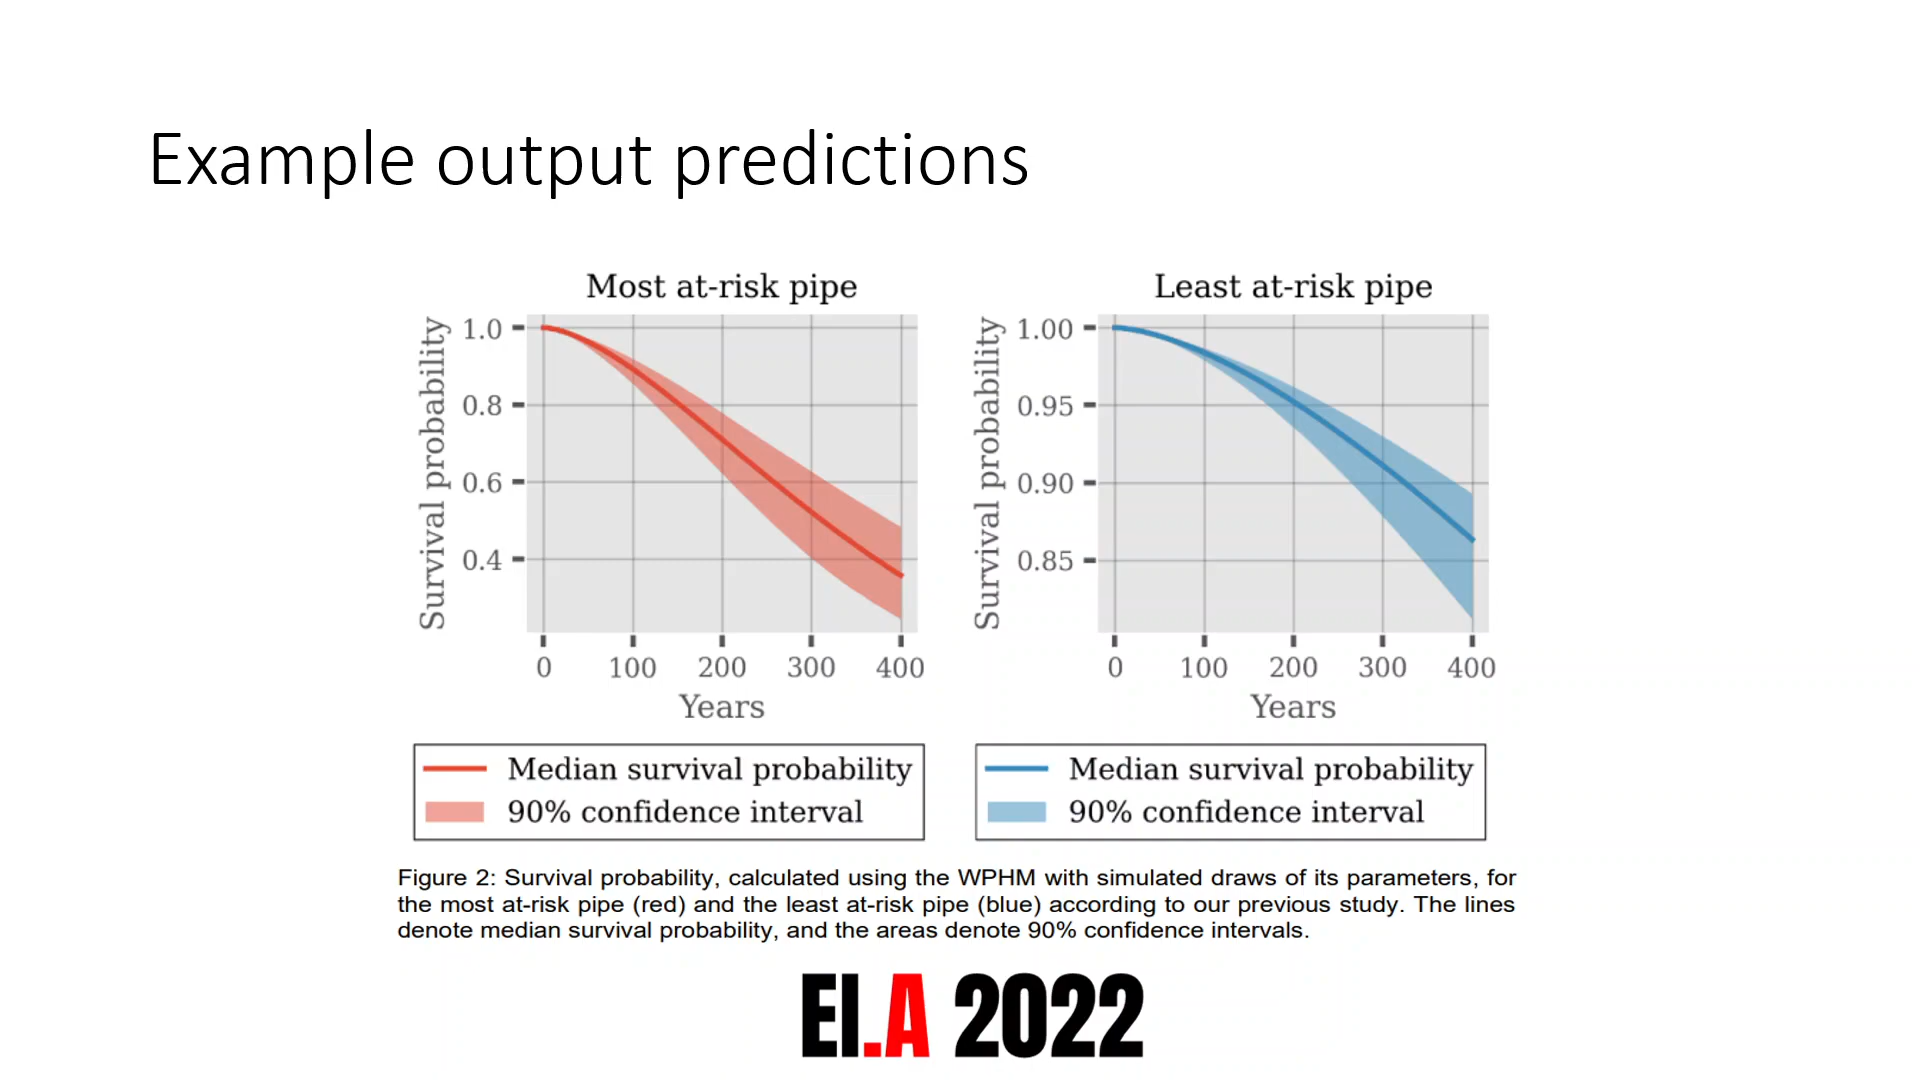 Example output predictions
Most at-risk pipe
Survival probability
1.0
0.8
0.6
0.4
0 100 200 300 400
Years
Median survival probability
90% confidence interval
Least at-risk pipe
Survival probability
1.00
0.95
0.90
0.85
0 100 200 300 400
Years
Median survival probability
90% confidence interval
Figure 2: Survival probability, calculated using the WPHM with simulated draws of its parameters, for
the most at-risk pipe (red) and the least at-risk pipe (blue) according to our previous study. The lines
denote median survival probability, and the areas denote 90% confidence intervals.
EI.A 2022